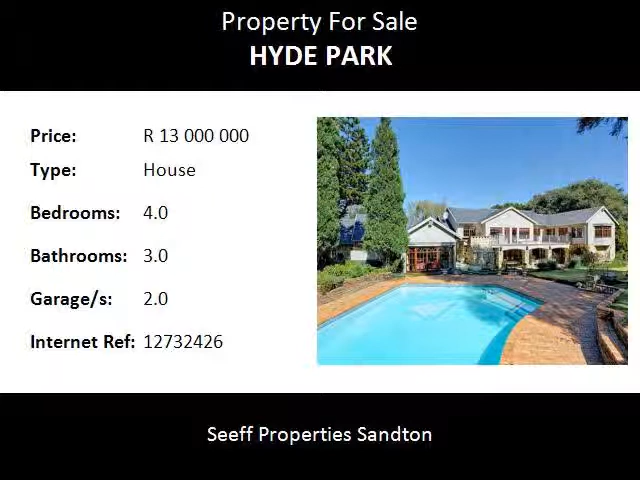 Property For Sale
HYDE PARK
Price: R 13 000 000
Type: House
Bedrooms: 4.0
Bathrooms: 3.0
Garage/s: 2.0
Internet Ref: 12732426
Seeff Properties Sandton